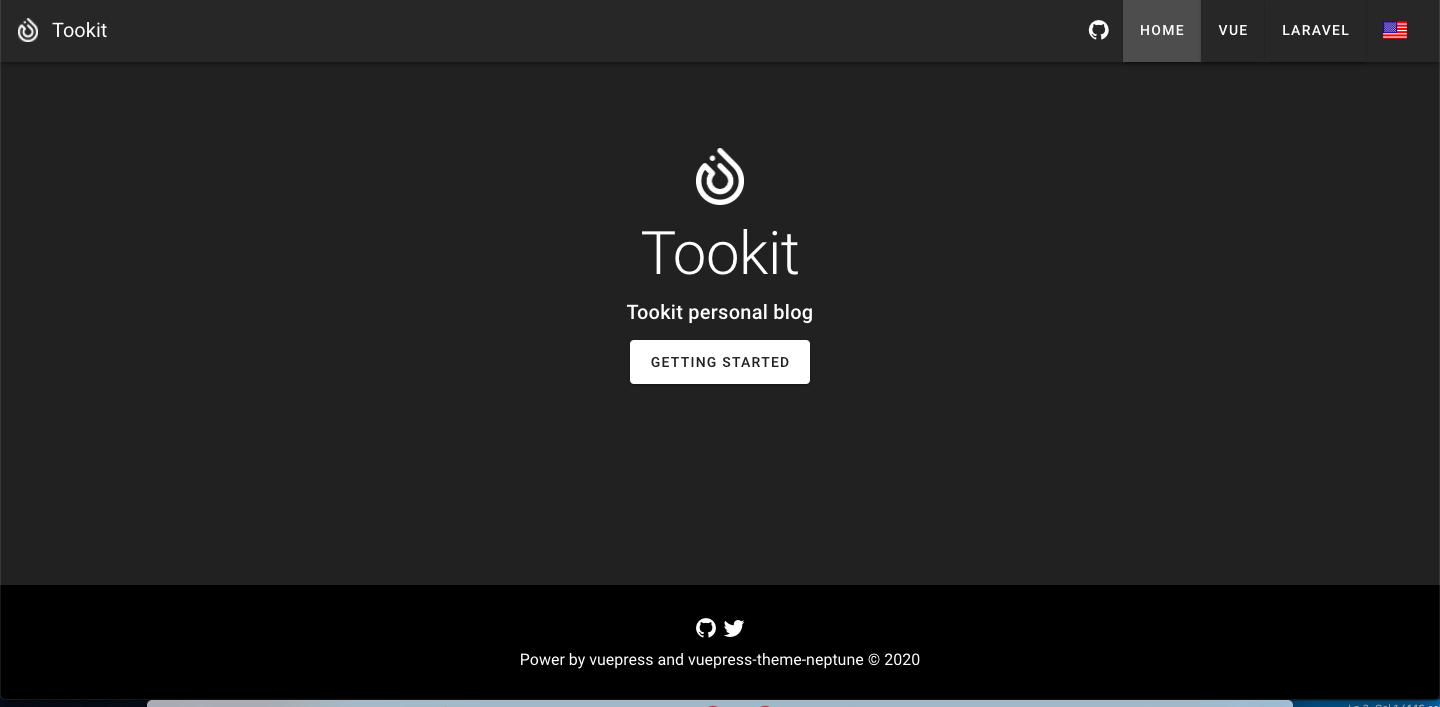 Tookit
HOME
VUE
LARAVEL
Tookit
Tookit personal blog
GETTING STARTED
Power by vuepress and vuepress-theme-neptune © 2020